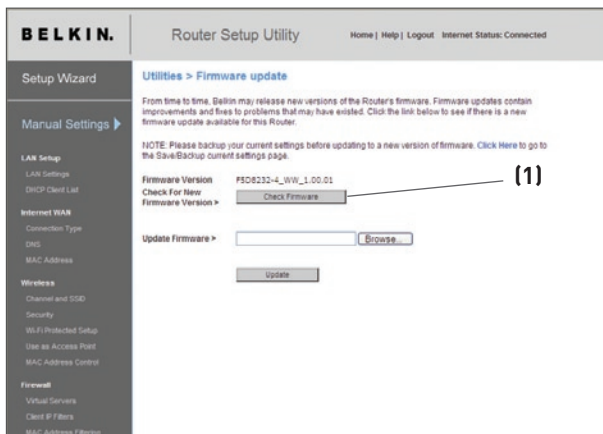 BELKIN.
Router Setup Utility
Home | Help | Logout Internet Status: Connected
Setup Wizard
Manual Settings
LAN Setup
LAN Settings
DHCP Client List
Internet WAN
Connection Type
DNS
MAC Address
Wireless
Channel and SSID
Security
Wi-Fi Protected Setup
Use as Access Point
MAC Address Control
Firewall
Virtual Servers
Client IP Filters
MAC Address Filtering
Utilities > Firmware update
From time to time, Belkin may release new versions of the Router's firmware. Firmware updates contain
improvements and fixes to problems that may have existed. Click the link below to see if there is a new
firmware update available for this Router.
NOTE: Please backup your current settings before updating to a new version of firmware. Click Here to go to
the Save/Backup current settings page.
Firmware Version F5D8232-4_WW_1.00.01
Check For New
Firmware Version > Check Firmware
(1)
Update Firmware > Browse...
Update